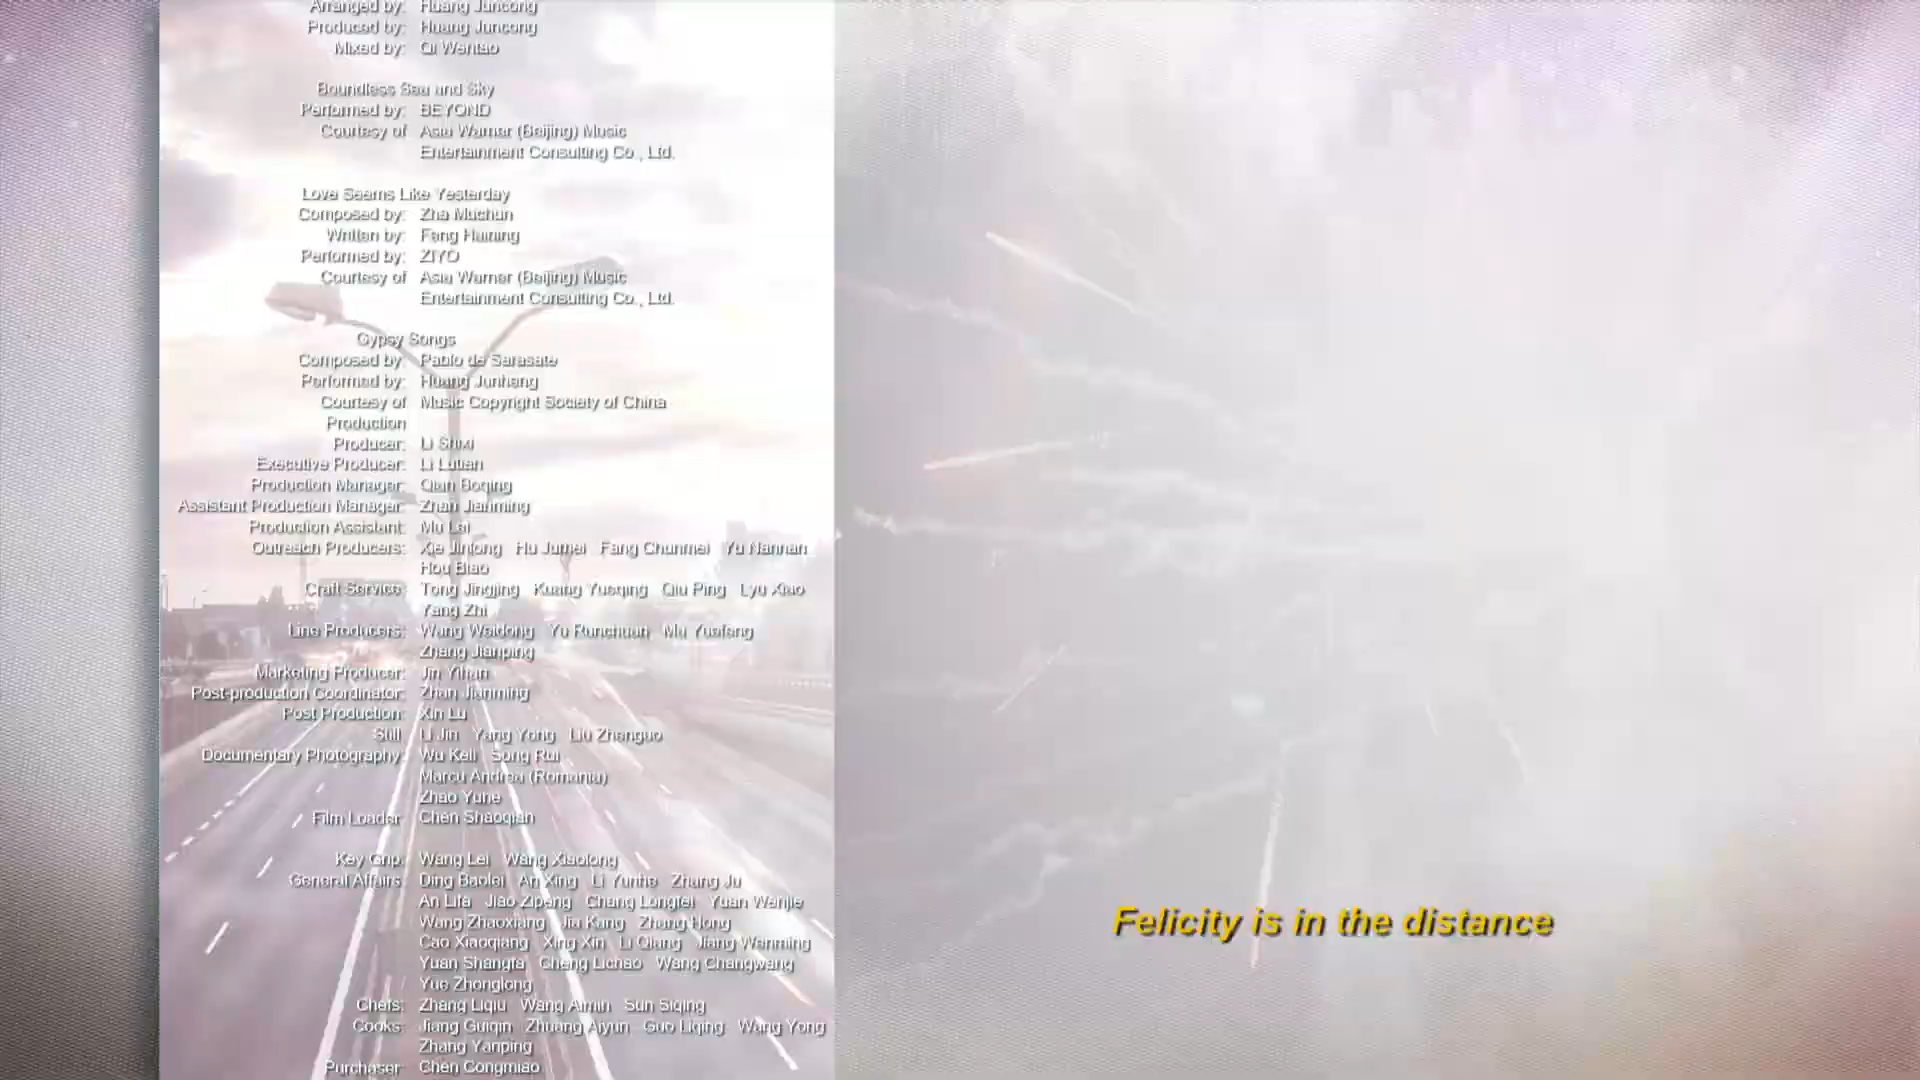 Arranged by: Huang Juncong
Produced by: Huang Juncong
Mixed by: Qi Wentao
Boundless Sea and Sky
Performed by: BEYOND
Courtesy of Asia Warner (Beijing) Music
Entertainment Consulting Co., Ltd.
Love Seems Like Yesterday
Composed by: Zha Muchun
Written by: Feng Huining
Performed by: ZIYO
Courtesy of Asia Warner (Beijing) Music
Entertainment Consulting Co., Ltd.
Gypsy Songs
Composed by: Pablo de Sarasate
Performed by: Huang Junheng
Courtesy of Music Copyright Society of China
Production
Producer: Li Shixi
Executive Producer: Li Lutian
Production Manager: Qian Boqing
Assistant Production Manager: Zhan Jianming
Production Assistant: Mu Lei
Outreach Producers: Xie Jintong Hu Jumei Fang Chunmei Yu Nannan
Hou Biao
Craft Service: Tong Jingjing Kuang Yueqing Qiu Ping Lyu Xiao
Yang Zhi
Line Producers: Wang Weidong Yu Runchuan Mu Yuefeng
Zhang Jianping
Marketing Producer: Jin Yihan
Post-production Coordinator: Zhan Jianming
Post Production: Xin Lu
Still Li Jin Yang Yong Liu Zhenguo
Documentary Photography: Wu Keli Song Rui
Marcu Andrea (Romania)
Zhao Yuhe
Film Loader: Chen Shaoqian
Key Grip: Wang Lei Wang Xiaolong
General Affairs: Ding Baolei An Xing Li Yunhe Zhang Ju
An Lifa Jiao Zipeng Chang Longfei Yuan Wenjie
Wang Zhaoxiang Jia Kang Zhang Hong
Cao Xiaoqiang Xing Xin Li Qiang Jiang Wenming
Yuan Shangfa Cheng Lichao Wang Changwang
Yue Zhonglong
Chefs: Zhang Liqiu Wang Aimin Sun Siqing
Cooks: Jiang Guiqin Zhuang Aiyun Guo Liqing Wang Yong
Zhang Yanping
Purchaser: Chen Congmiao
Felicity is in the distance